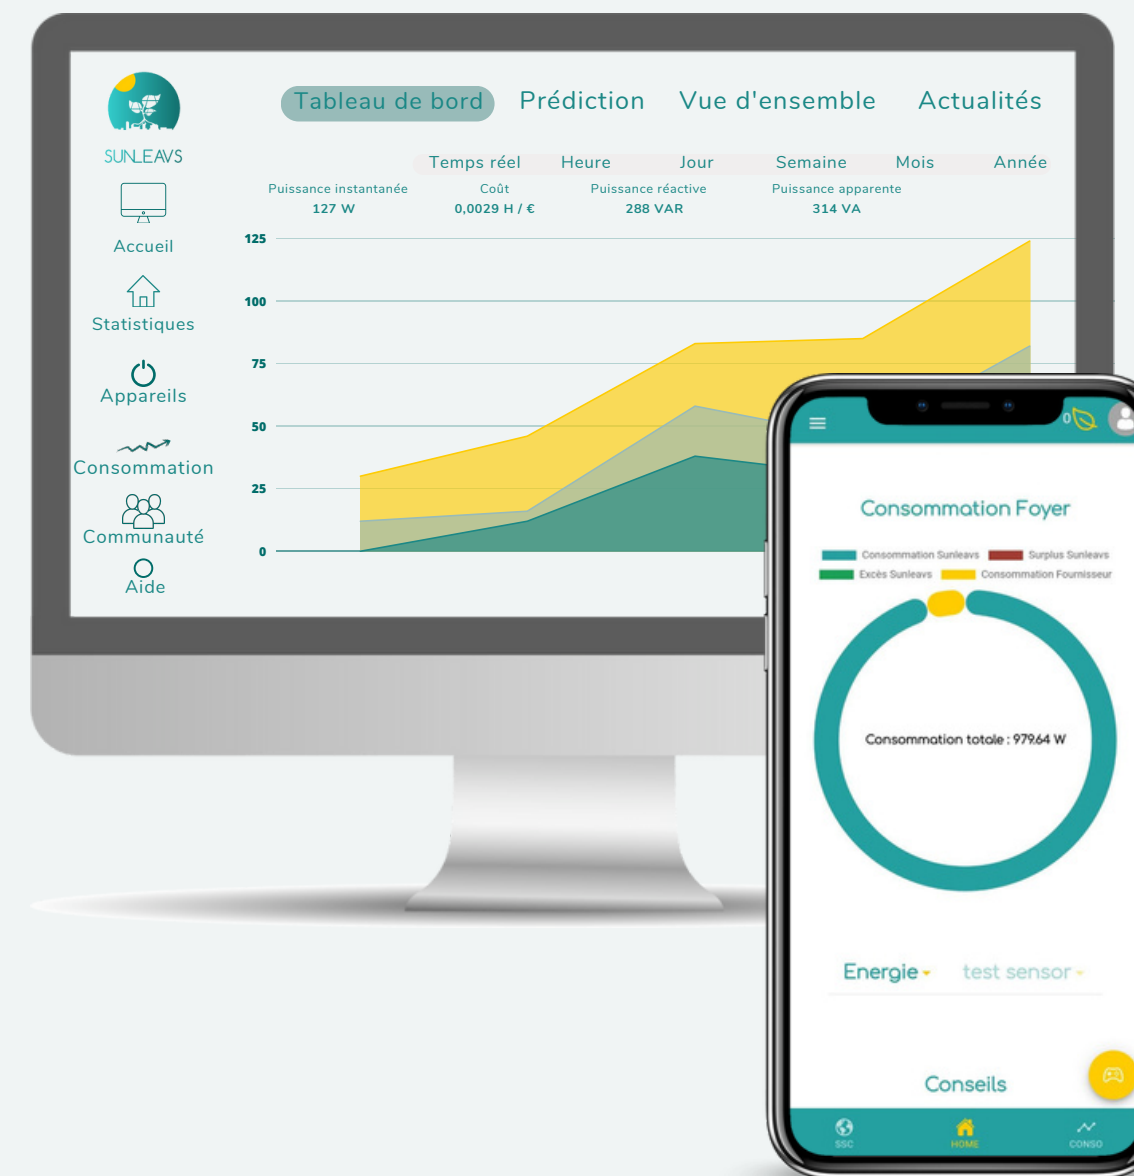 Tableau de bord Prédiction Vue d'ensemble Actualités
SUNLEAVS
Temps réel Heure Jour Semaine Mois Année
Puissance instantanée Coût Puissance réactive Puissance apparente
127 W 0,0029 H / € 288 VAR 314 VA
Accueil
Statistiques
Appareils
Consommation
Communauté
Aide
125
100
75
50
25
0
0
Consommation Foyer
Consommation Sunleavs Surplus Sunleavs
Excès Sunleavs Consommation Fournisseur
Consommation totale : 979.64 W
Energie test sensor
Conseils
SSC HOME CONSO